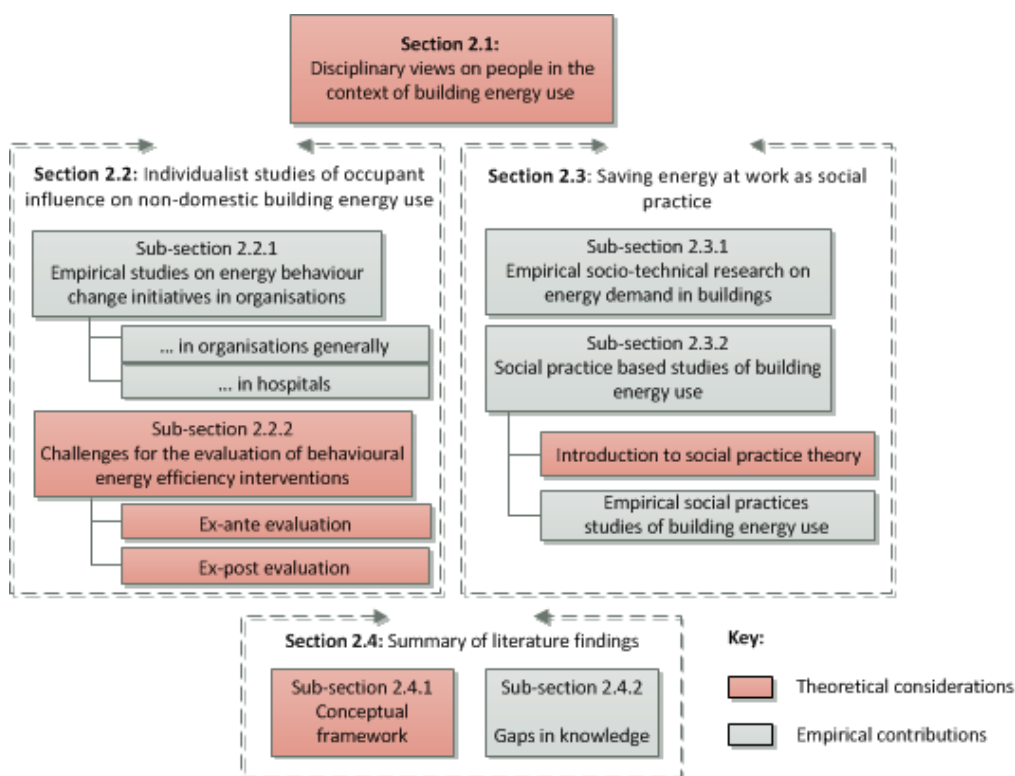 Section 2.1:
Disciplinary views on people in the
context of building energy use
Section 2.2: Individualist studies of occupant
influence on non-domestic building energy use
Sub-section 2.2.1
Empirical studies on energy behaviour
change initiatives in organisations
... in organisations generally
... in hospitals
Sub-section 2.2.2
Challenges for the evaluation of behavioural
energy efficiency interventions
Ex-ante evaluation
Ex-post evaluation
Section 2.3: Saving energy at work as social
practice
Sub-section 2.3.1
Empirical socio-technical research on
energy demand in buildings
Sub-section 2.3.2
Social practice based studies of building
energy use
Introduction to social practice theory
Empirical social practices
studies of building energy use
Section 2.4: Summary of literature findings
Sub-section 2.4.1
Conceptual
framework
Sub-section 2.4.2
Gaps in knowledge
Key:
Theoretical considerations
Empirical contributions